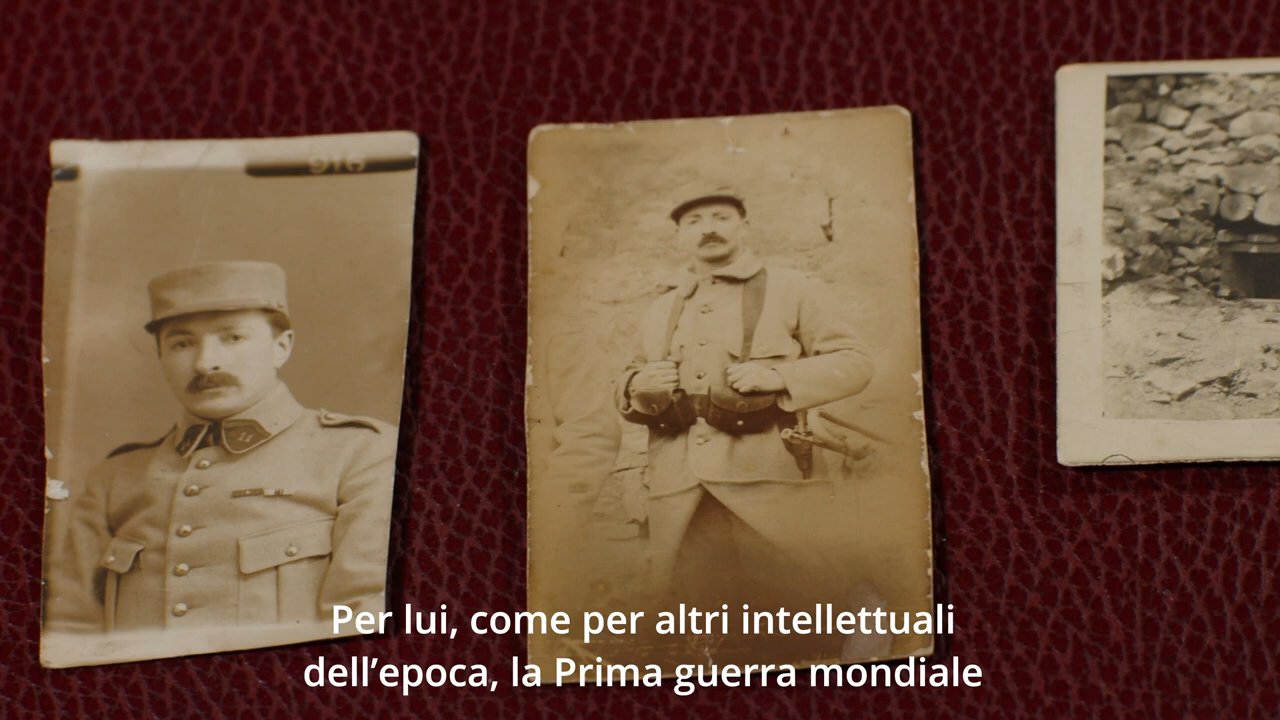 Per lui, come per altri intellettuali
dell’epoca, la Prima guerra mondiale